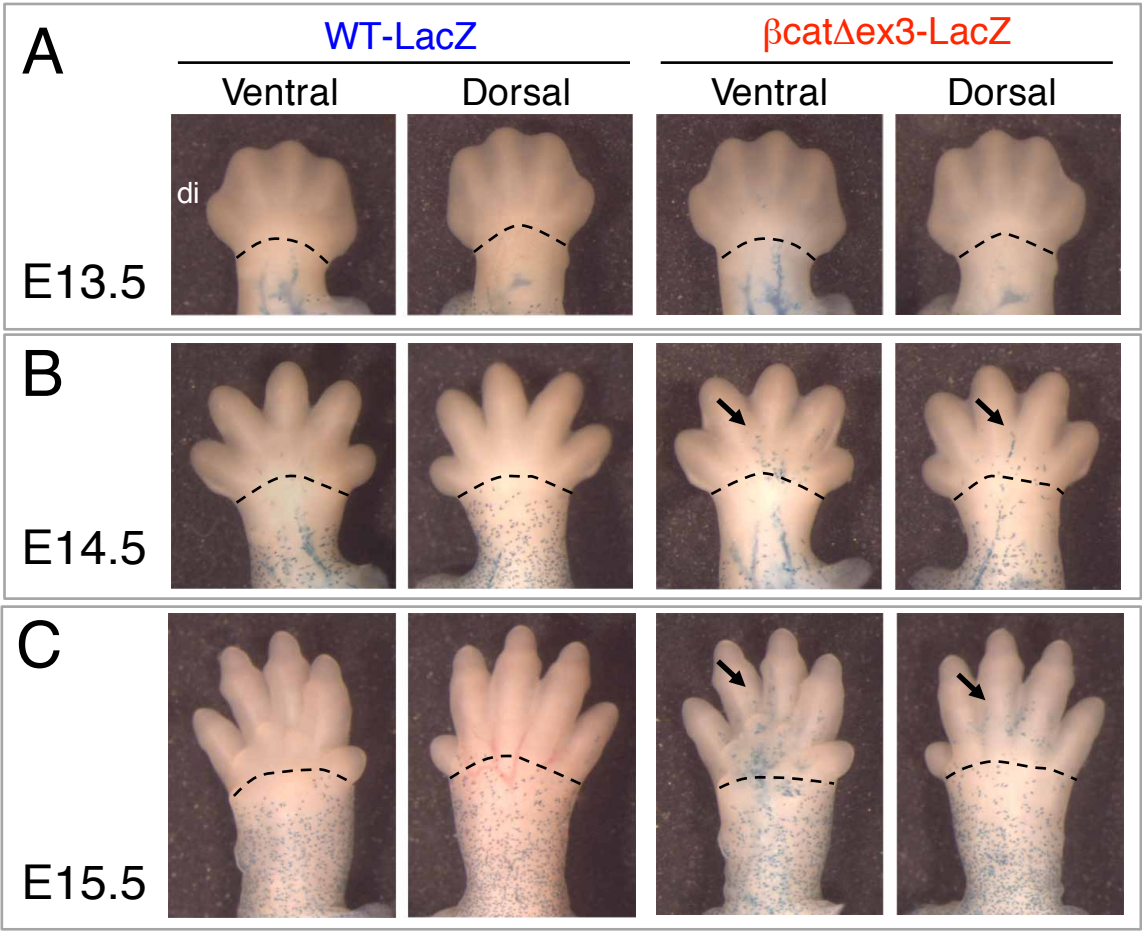 A
WT-LacZ
βcatΔex3-LacZ
Ventral
Dorsal
Ventral
Dorsal
di
E13.5
B
E14.5
C
E15.5